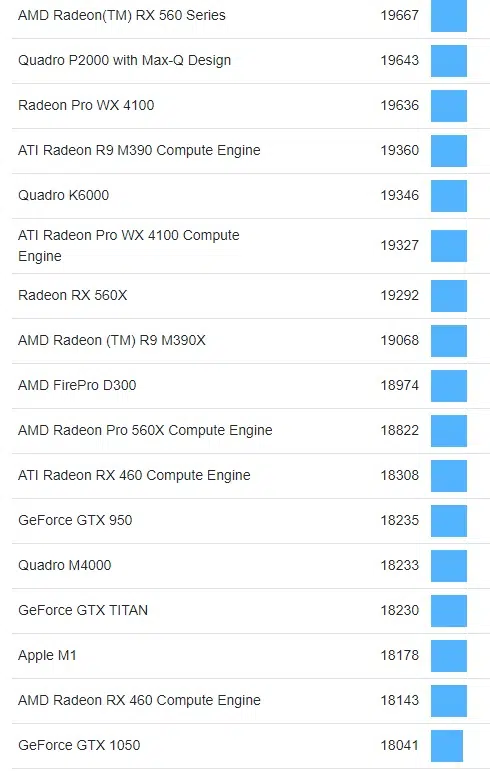 AMD Radeon(TM) RX 560 Series 19667
Quadro P2000 with Max-Q Design 19643
Radeon Pro WX 4100 19636
ATI Radeon R9 M390 Compute Engine 19360
Quadro K6000 19346
ATI Radeon Pro WX 4100 Compute
Engine 19327
Radeon RX 560X 19292
AMD Radeon (TM) R9 M390X 19068
AMD FirePro D300 18974
AMD Radeon Pro 560X Compute Engine 18822
ATI Radeon RX 460 Compute Engine 18308
GeForce GTX 950 18235
Quadro M4000 18233
GeForce GTX TITAN 18230
Apple M1 18178
AMD Radeon RX 460 Compute Engine 18143
GeForce GTX 1050 18041